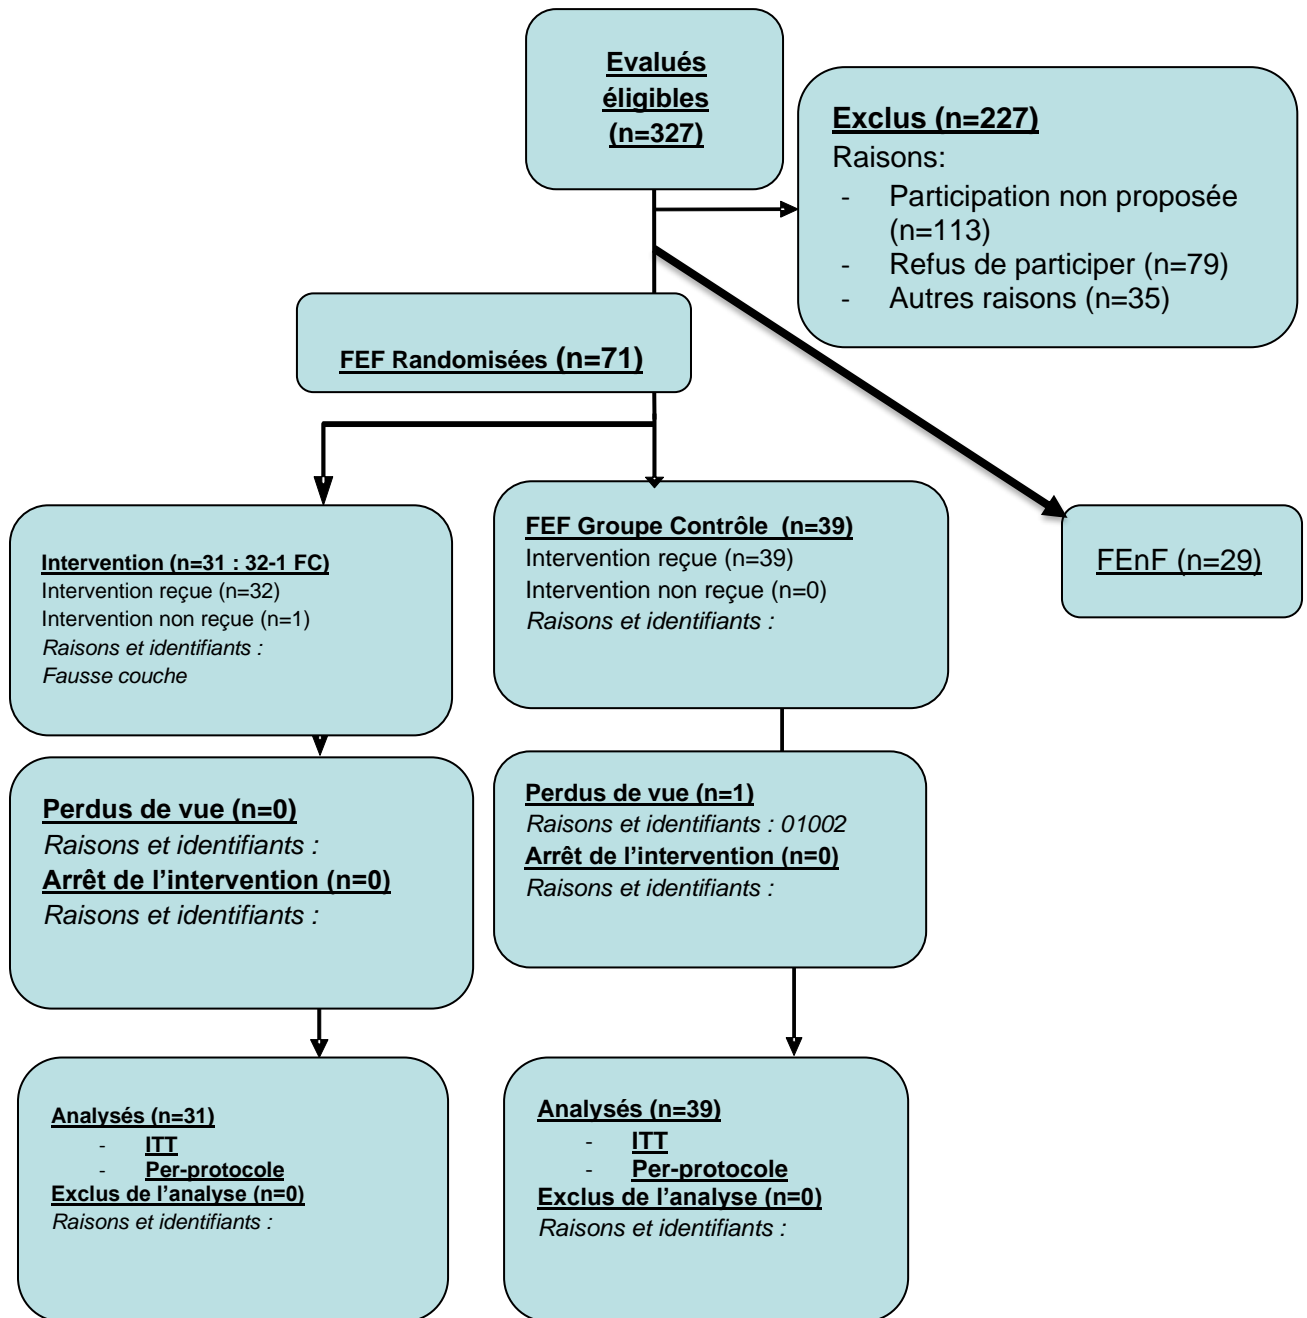 Evalués
éligibles
(n=327)
Exclus (n=227)
Raisons:
- Participation non proposée
(n=113)
- Refus de participer (n=79)
- Autres raisons (n=35)
FEF Randomisées (n=71)
Intervention (n=31 : 32-1 FC)
Intervention reçue (n=32)
Intervention non reçue (n=1)
Raisons et identifiants :
Fausse couche
FEF Groupe Contrôle (n=39)
Intervention reçue (n=39)
Intervention non reçue (n=0)
Raisons et identifiants :
FEnF (n=29)
Perdus de vue (n=0)
Raisons et identifiants :
Arrêt de l’intervention (n=0)
Raisons et identifiants :
Perdus de vue (n=1)
Raisons et identifiants : 01002
Arrêt de l’intervention (n=0)
Raisons et identifiants :
Analysés (n=31)
- ITT
- Per-protocole
Exclus de l’analyse (n=0)
Raisons et identifiants :
Analysés (n=39)
- ITT
- Per-protocole
Exclus de l’analyse (n=0)
Raisons et identifiants :